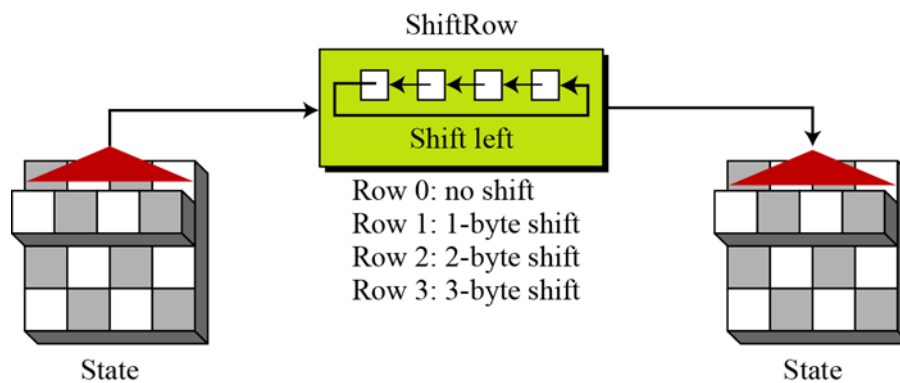 ShiftRow
Shift left
Row 0: no shift
Row 1: 1-byte shift
Row 2: 2-byte shift
Row 3: 3-byte shift
State
State